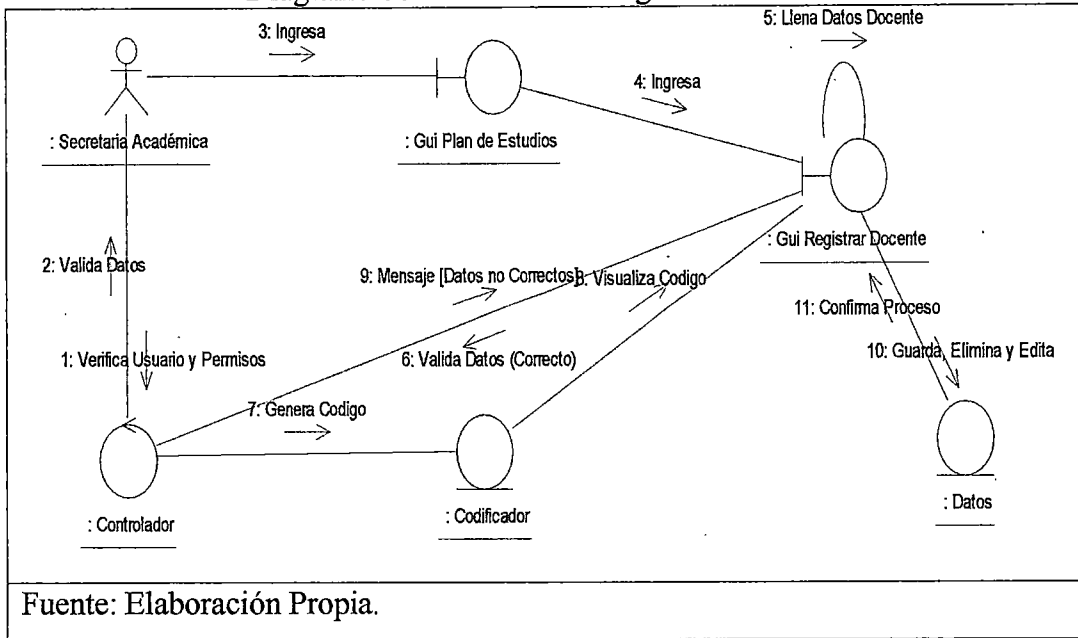 5: Llena Datos Docente
3: Ingresa
4: Ingresa
: Secretaria Académica
: Gui Plan de Estudios
: Gui Registrar Docente
2: Valida Datos
9: Mensaje [Datos no Correctos]
8: Visualiza Codigo
11: Confirma Proceso
1: Verifica Usuario y Permisos
6: Valida Datos (Correcto)
10: Guarda, Elimina y Edita
7: Genera Codigo
: Controlador
: Codificador
: Datos
Fuente: Elaboración Propia.